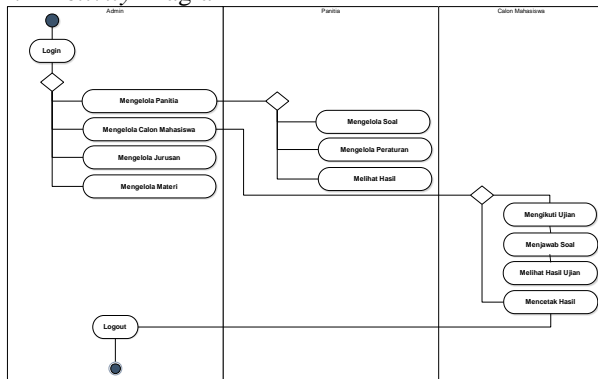 Admin
Panitia
Calon Mahasiswa
Login
Mengelola Panitia
Mengelola Calon Mahasiswa
Mengelola Soal
Mengelola Jurusan
Mengelola Peraturan
Mengelola Materi
Melihat Hasil
Mengikuti Ujian
Menjawab Soal
Melihat Hasil Ujian
Mencetak Hasil
Logout